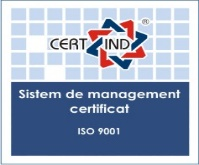 CERT IND ®
Sistem de management
certificat
ISO 9001